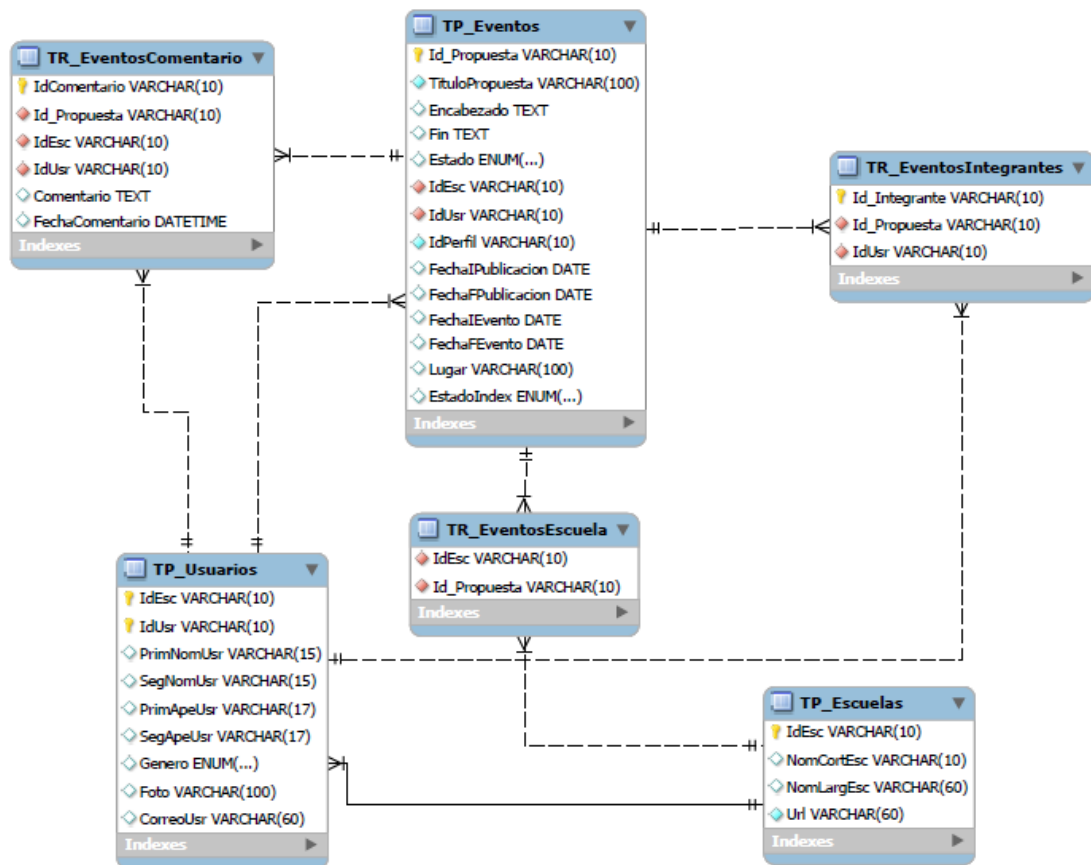 TR_EventosComentario
IdComentario VARCHAR(10)
Id_Propuesta VARCHAR(10)
IdEsc VARCHAR(10)
IdUsr VARCHAR(10)
Comentario TEXT
FechaComentario DATETIME
Indexes
TP_Eventos
Id_Propuesta VARCHAR(10)
TituloPropuesta VARCHAR(100)
Encabezado TEXT
Fin TEXT
Estado ENUM(...)
IdEsc VARCHAR(10)
IdUsr VARCHAR(10)
IdPerfil VARCHAR(10)
FechaIPublicacion DATE
FechaFPublicacion DATE
FechaIEvento DATE
FechaFEvento DATE
Lugar VARCHAR(100)
EstadoIndex ENUM(...)
Indexes
TR_EventosIntegrantes
Id_Integrante VARCHAR(10)
Id_Propuesta VARCHAR(10)
IdUsr VARCHAR(10)
Indexes
TR_EventosEscuela
IdEsc VARCHAR(10)
Id_Propuesta VARCHAR(10)
Indexes
TP_Usuarios
IdEsc VARCHAR(10)
IdUsr VARCHAR(10)
PrimNomUsr VARCHAR(15)
SegNomUsr VARCHAR(15)
PrimApeUsr VARCHAR(17)
SegApeUsr VARCHAR(17)
Genero ENUM(...)
Foto VARCHAR(100)
CorreoUsr VARCHAR(60)
Indexes
TP_Escuelas
IdEsc VARCHAR(10)
NomCortEsc VARCHAR(10)
NomLargEsc VARCHAR(60)
Url VARCHAR(60)
Indexes